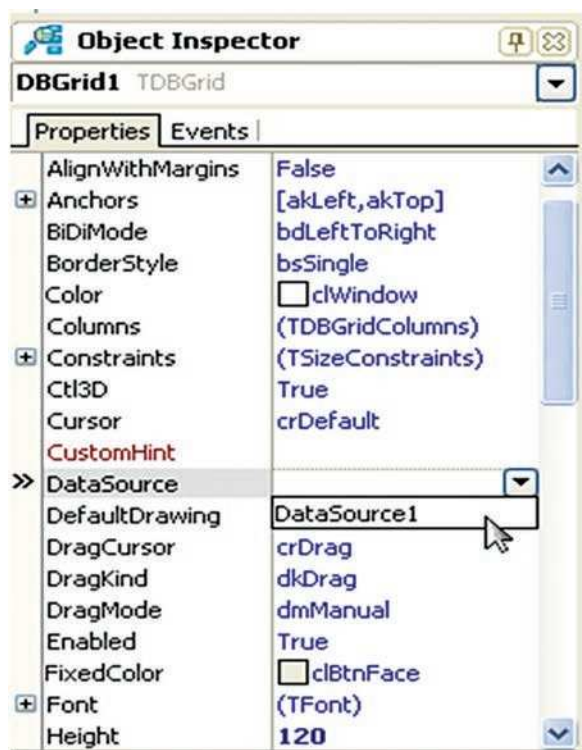 Object Inspector
DBGrid1 TDBGrid
Properties Events
AlignWithMargins False
Anchors [akLeft,akTop]
BiDiMode bdLeftToRight
BorderStyle bsSingle
Color clWindow
Columns (TDBGridColumns)
Constraints (TSizeConstraints)
Ctl3D True
Cursor crDefault
CustomHint
DataSource
DefaultDrawing DataSource1
DragCursor crDrag
DragKind dkDrag
DragMode dmManual
Enabled True
FixedColor clBtnFace
Font (TFont)
Height 120